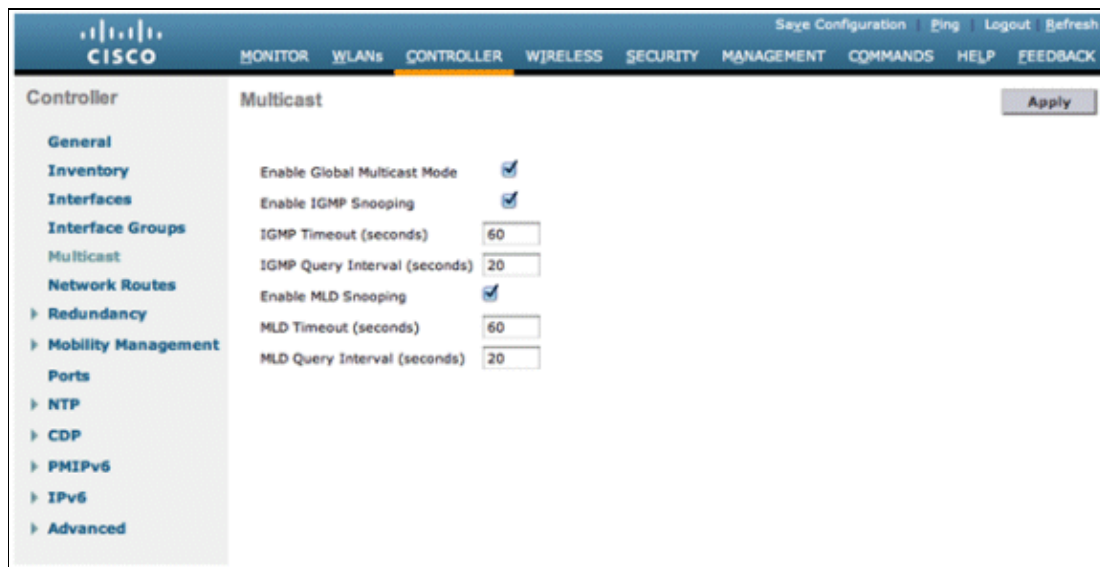 Save Configuration | Ping | Logout | Refresh
CISCO
MONITOR WLANs CONTROLLER WIRELESS SECURITY MANAGEMENT COMMANDS HELP FEEDBACK
Controller
General
Inventory
Interfaces
Interface Groups
Multicast
Network Routes
Redundancy
Mobility Management
Ports
NTP
CDP
PMIPv6
IPv6
Advanced
Multicast
Apply
Enable Global Multicast Mode
Enable IGMP Snooping
IGMP Timeout (seconds) 60
IGMP Query Interval (seconds) 20
Enable MLD Snooping
MLD Timeout (seconds) 60
MLD Query Interval (seconds) 20